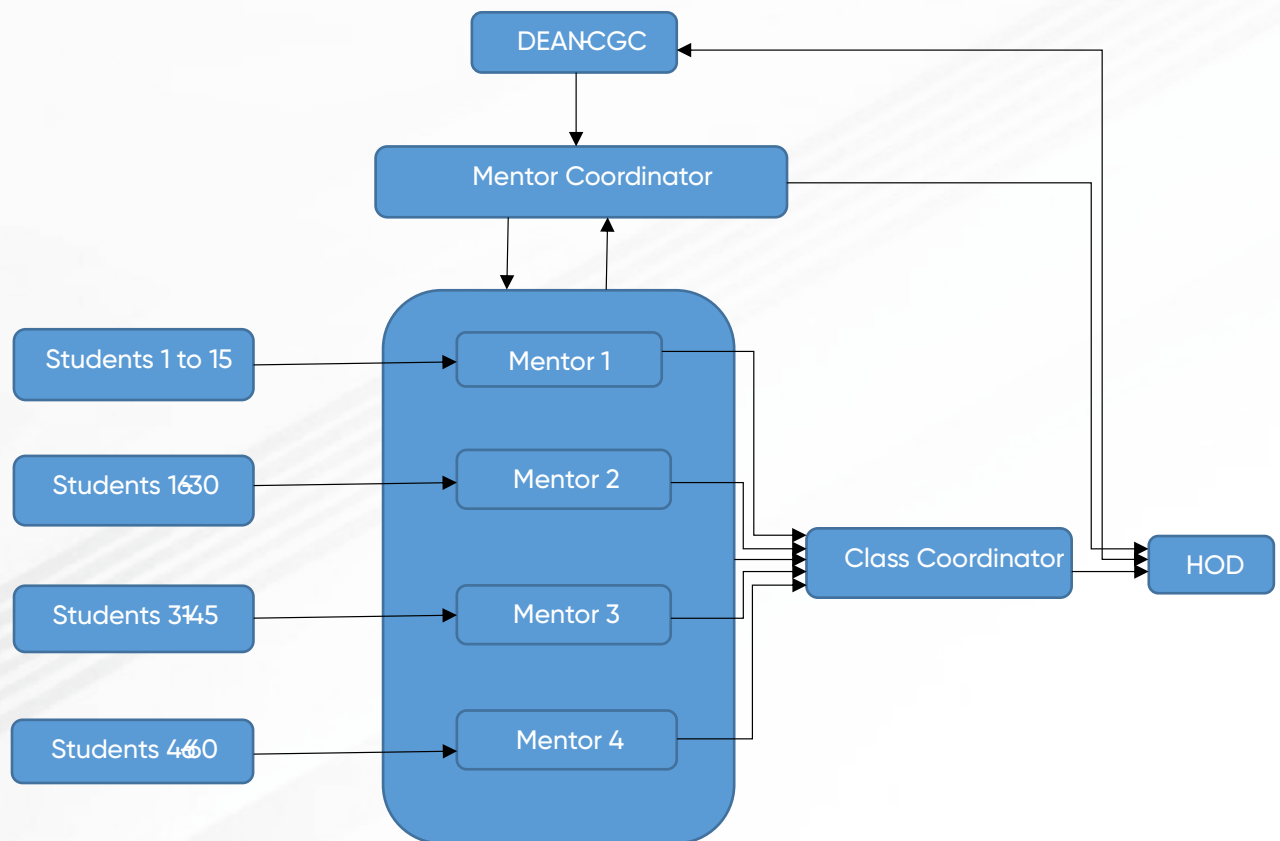 DEAN-CGC
Mentor Coordinator
Students 1 to 15
Mentor 1
Students 16-30
Mentor 2
Students 31-45
Mentor 3
Students 46-60
Mentor 4
Class Coordinator
HOD